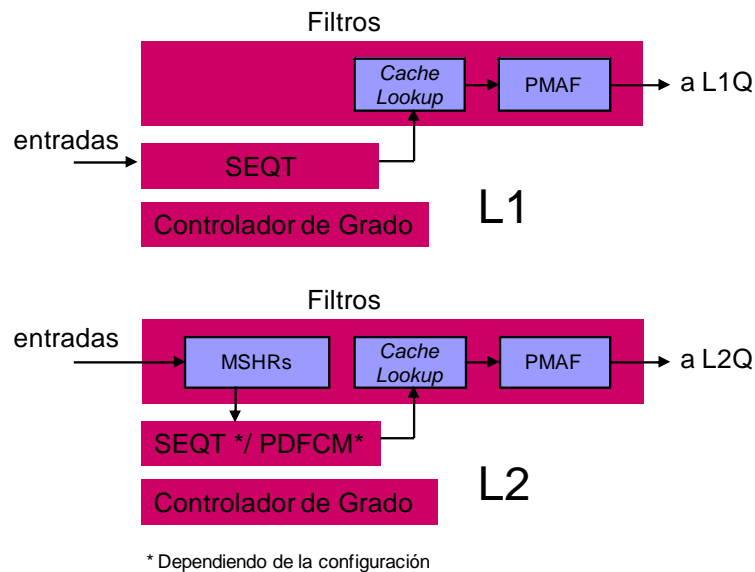 Filtros
Cache
Lookup
PMAF
a L1Q
entradas
SEQT
Controlador de Grado
L1
Filtros
entradas
MSHRs
Cache
Lookup
PMAF
a L2Q
SEQT */ PDFCM*
Controlador de Grado
L2
* Dependiendo de la configuración